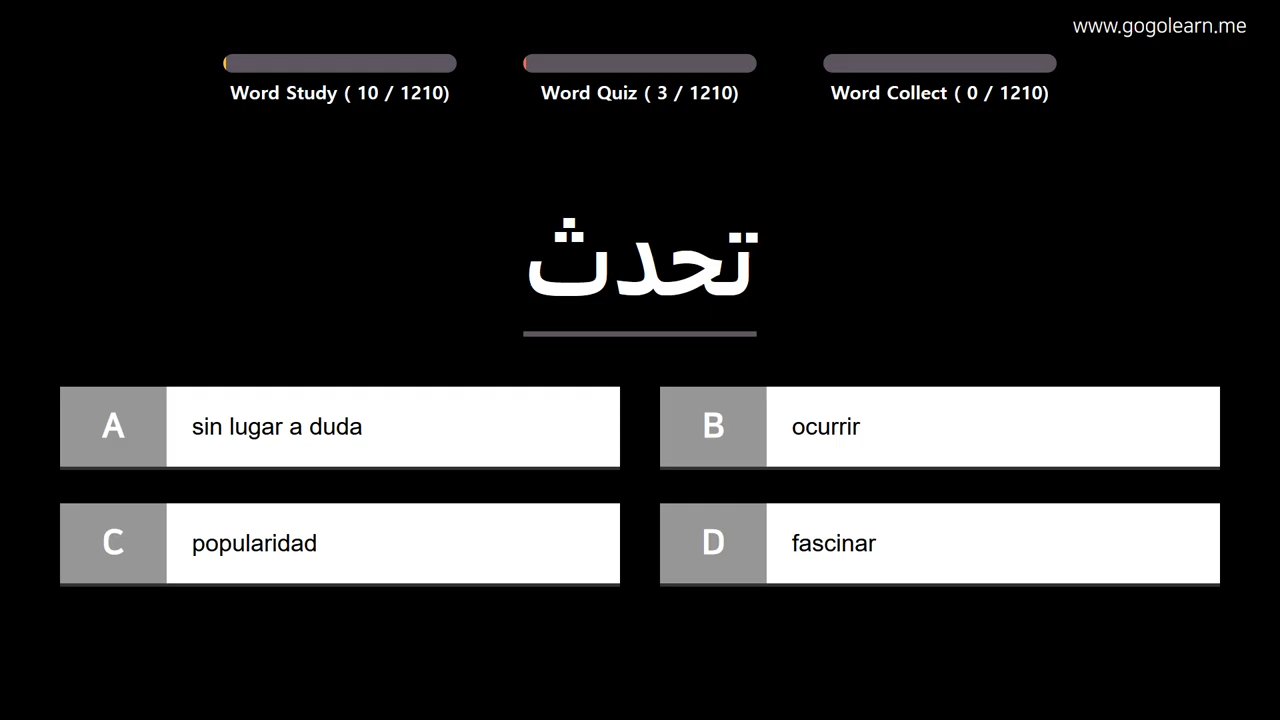 www.gogolearn.me
Word Study ( 10 / 1210)
Word Quiz ( 3 / 1210)
Word Collect ( 0 / 1210)
تحدث
A sin lugar a duda
B ocurrir
C popularidad
D fascinar